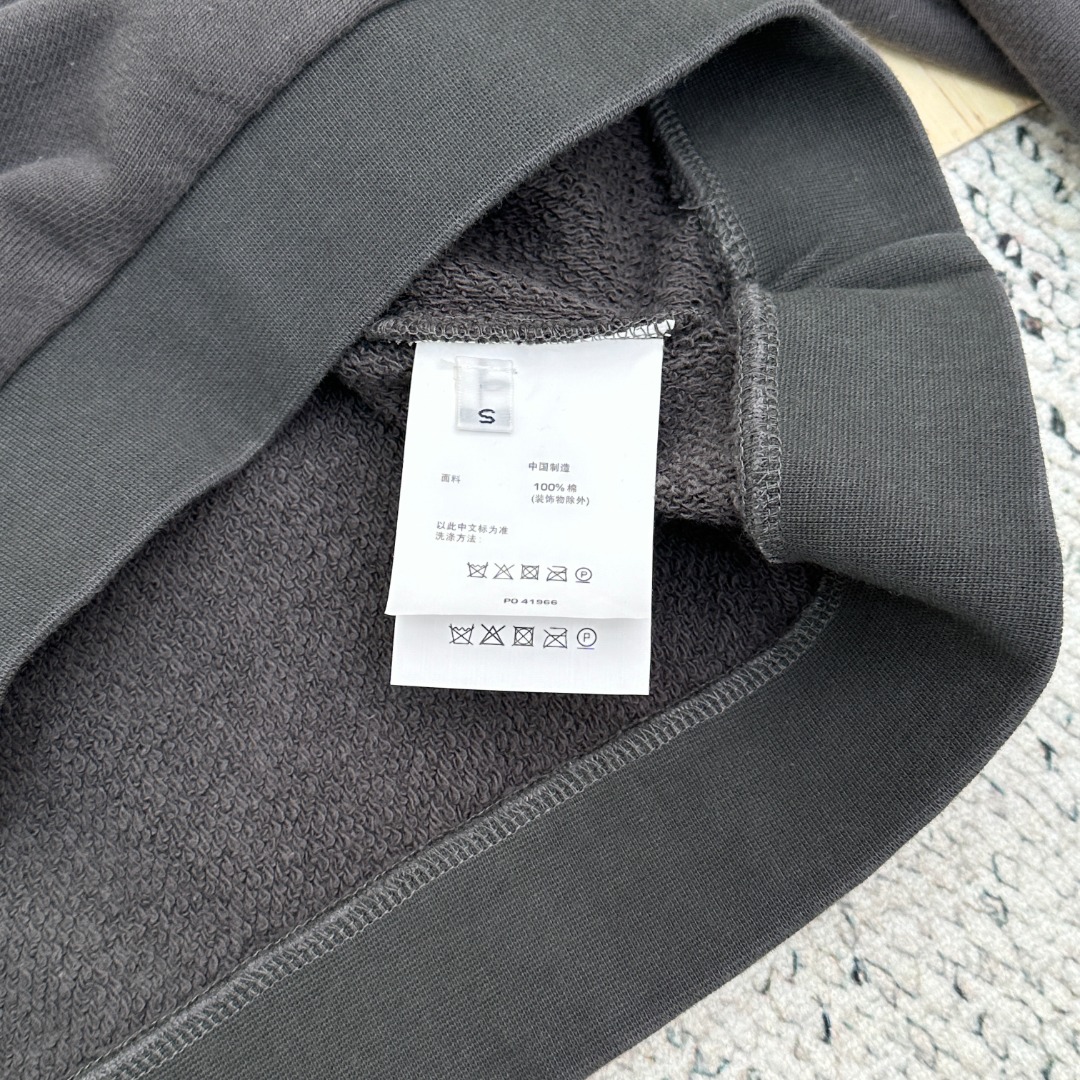 S
中国制造
面料
100% 棉
(装饰物除外)
以此中文标为准
洗涤方法:
P
PO 41966
P